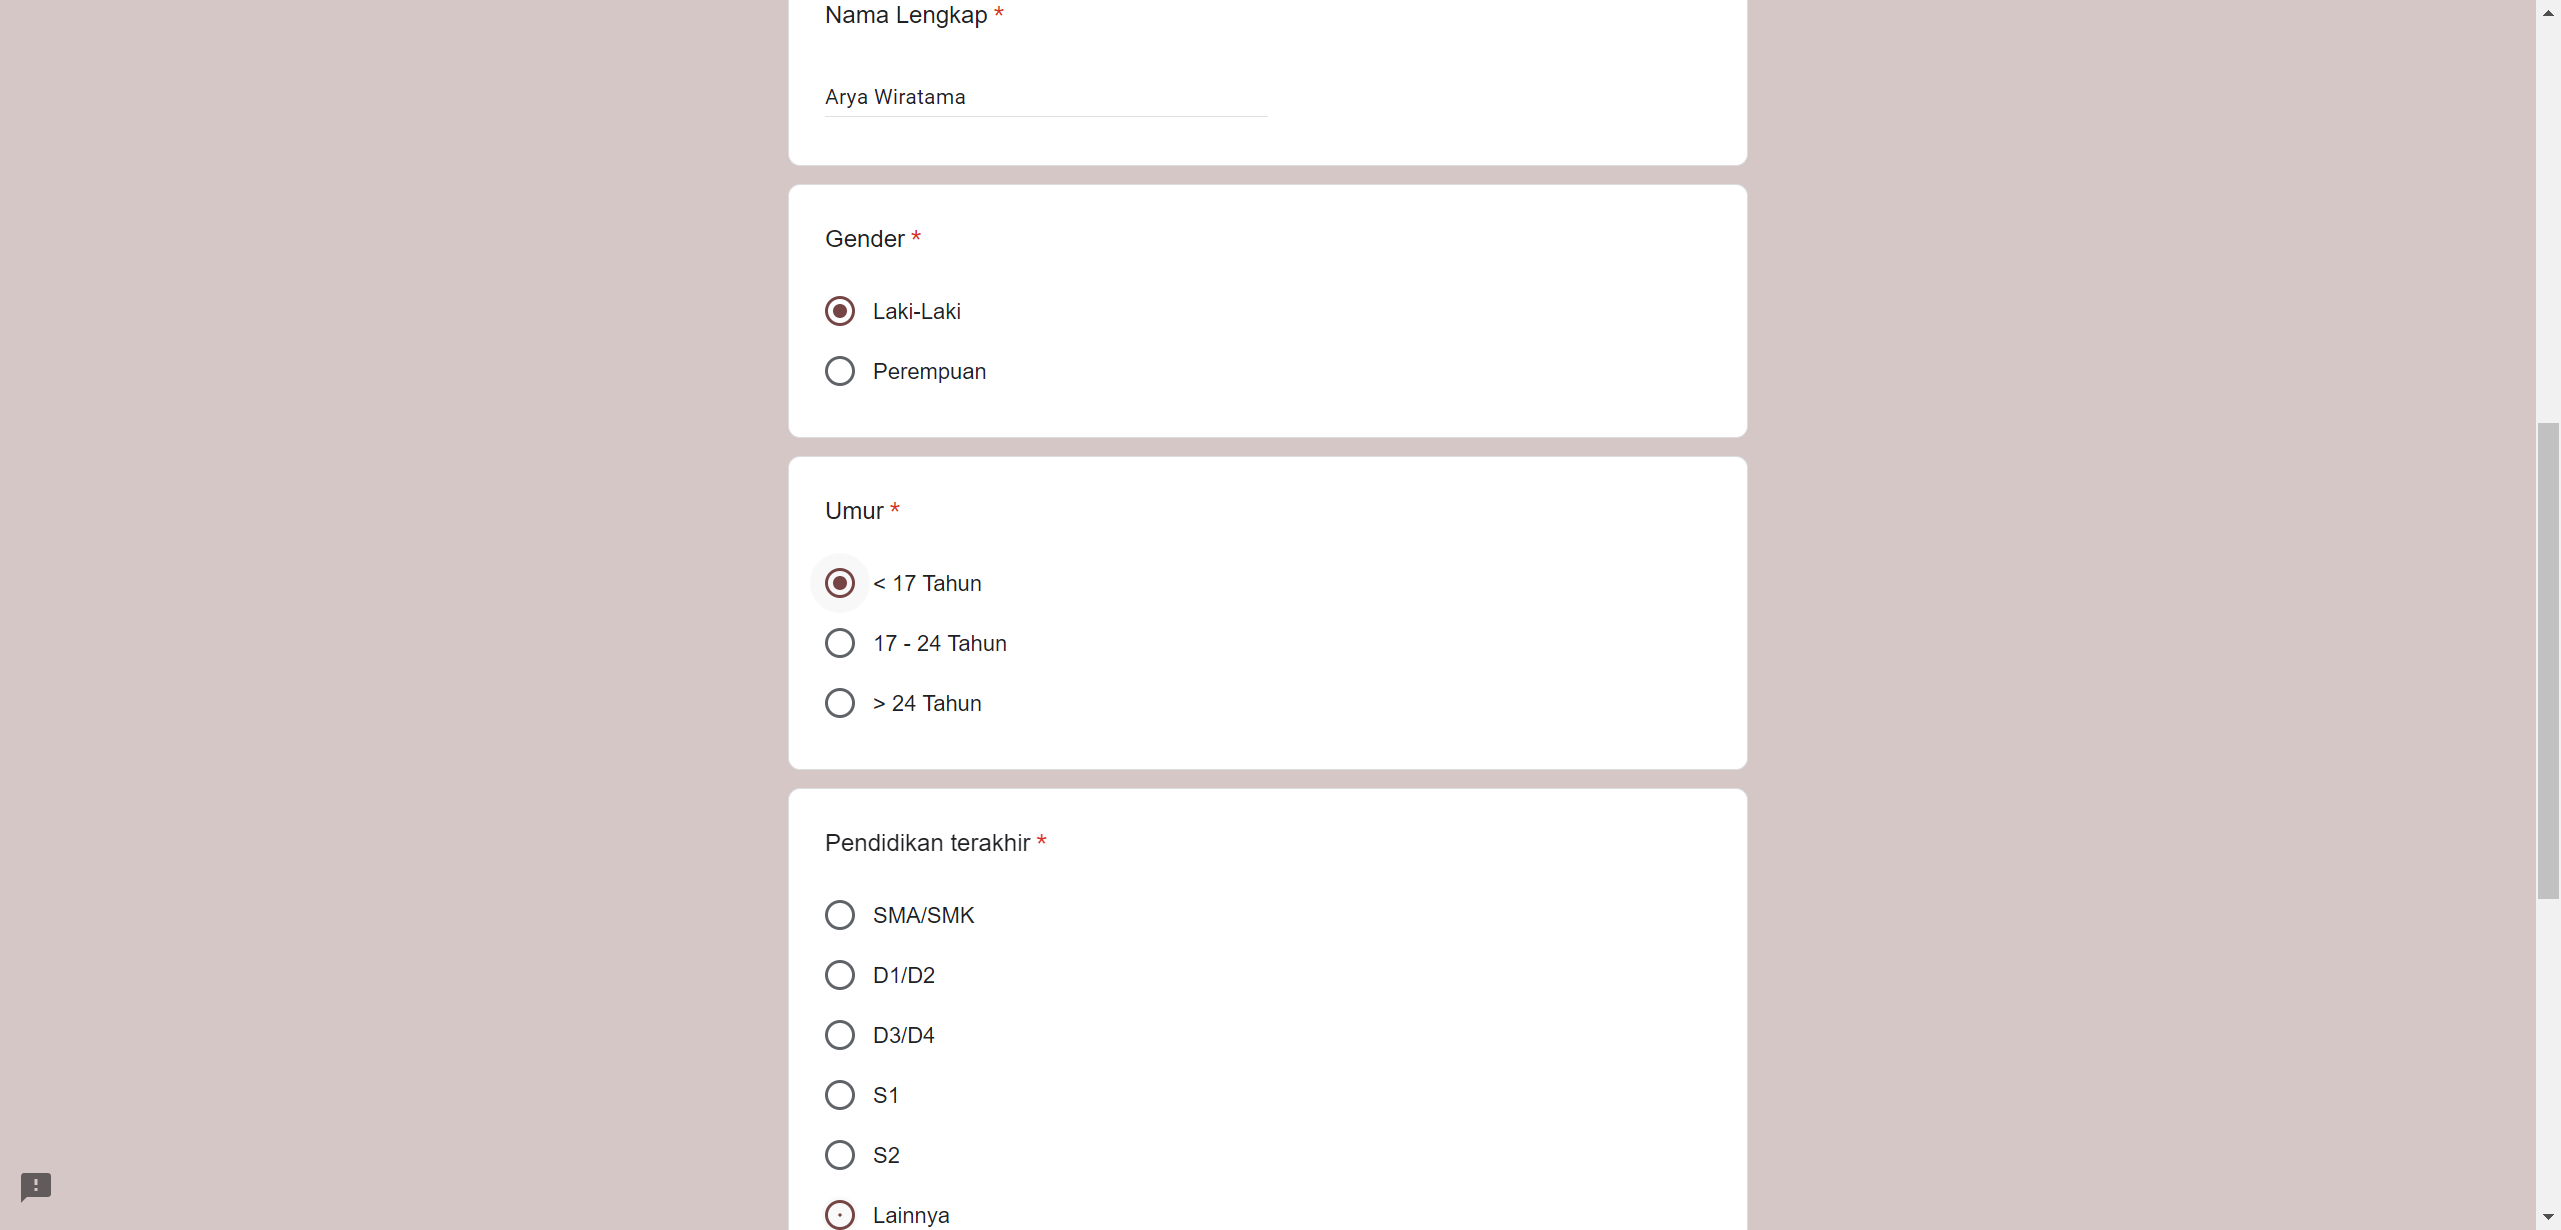 Nama Lengkap *
Arya Wiratama
Gender *
Laki-Laki
Perempuan
Umur *
< 17 Tahun
17 - 24 Tahun
> 24 Tahun
Pendidikan terakhir *
SMA/SMK
D1/D2
D3/D4
S1
S2
Lainnya